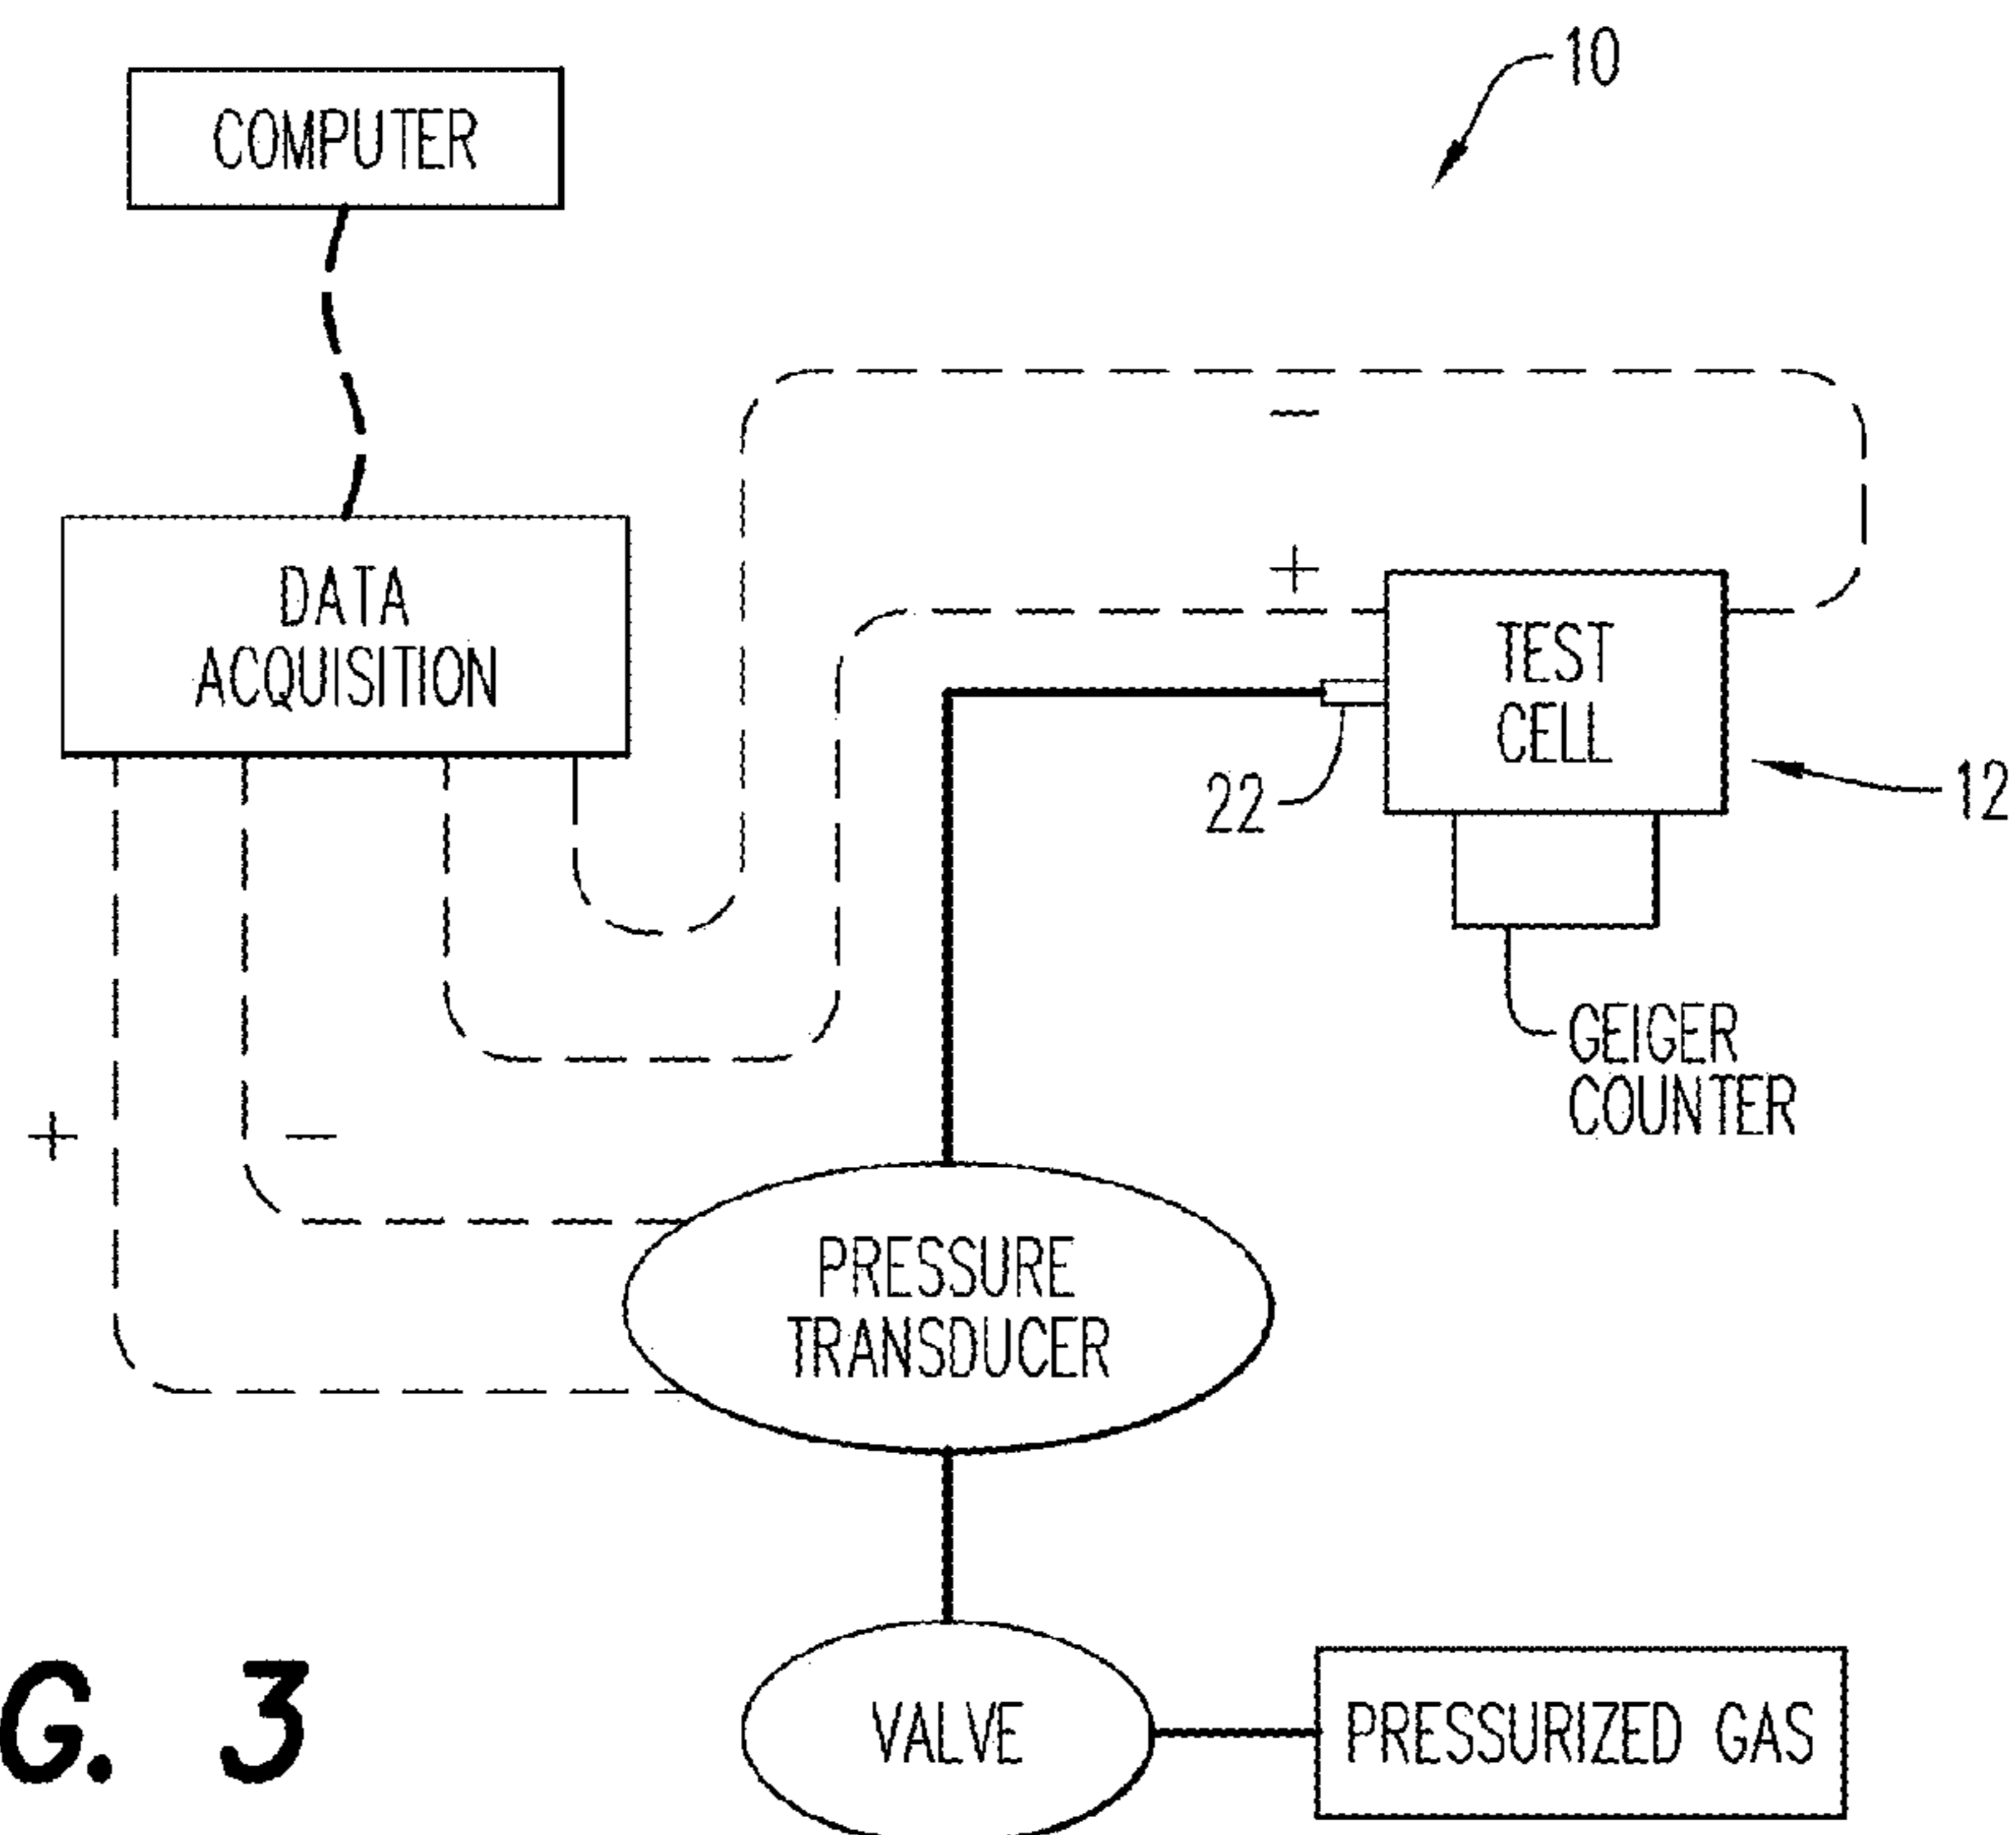 10
COMPUTER
−
DATA
ACQUISITION
+
TEST
CELL
22
12
GEIGER
COUNTER
+
−
PRESSURE
TRANSDUCER
VALVE
PRESSURIZED GAS
G. 3